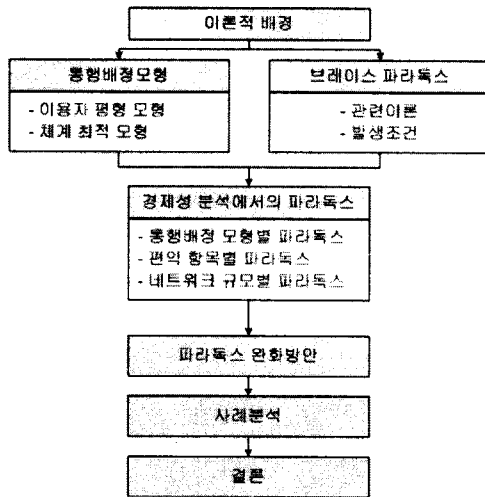 이론적 배경
통행배정모형
- 이용자 평형 모형
- 체계 최적 모형
브레이스 파라독스
- 관련이론
- 발생조건
경제성 분석에서의 파라독스
- 통행배정 모형별 파라독스
- 편익 항목별 파라독스
- 네트워크 규모별 파라독스
파라독스 완화방안
사례분석
결론